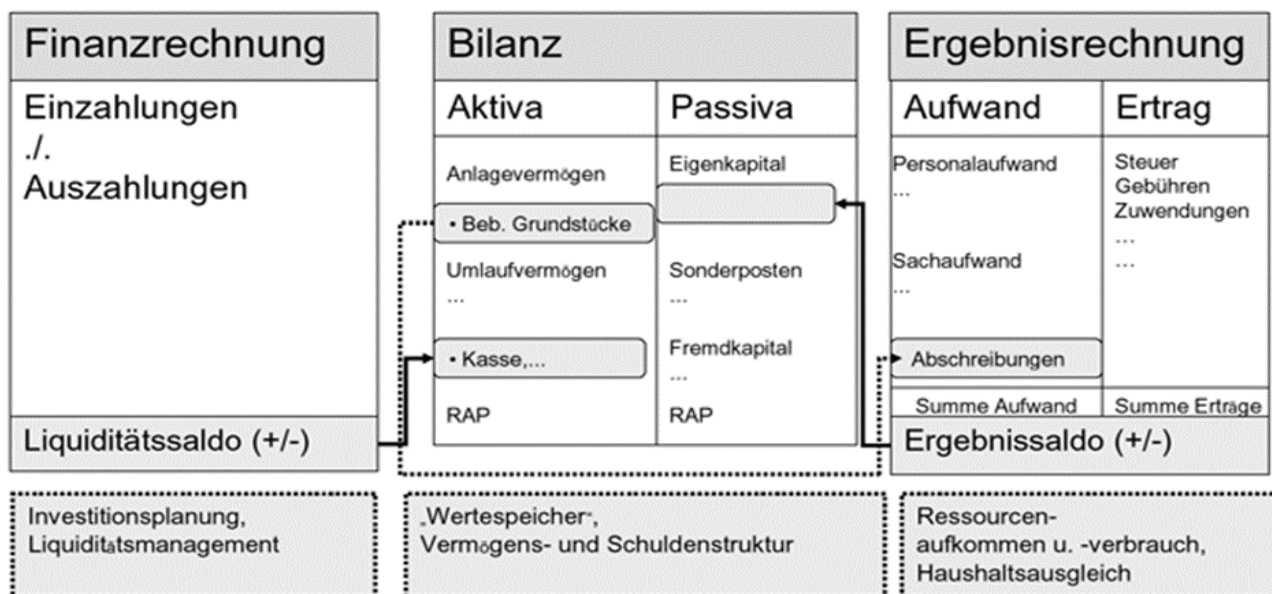 Finanzrechnung
Einzahlungen
./.
Auszahlungen
Liquiditätssaldo (+/-)
Investitionsplanung,
Liquiditätsmanagement
Bilanz
Aktiva
Anlagevermögen
• Beb. Grundstücke
Umlaufvermögen
...
• Kasse,...
RAP
Passiva
Eigenkapital
Sonderposten
...
Fremdkapital
...
RAP
„Wertespeicher“,
Vermögens- und Schuldenstruktur
Ergebnisrechnung
Aufwand
Personalaufwand
...
Sachaufwand
...
Abschreibungen
Summe Aufwand
Ertrag
Steuer
Gebühren
Zuwendungen
...
...
Summe Erträge
Ergebnissaldo (+/-)
Ressourcen-
aufkommen u. -verbrauch,
Haushaltsausgleich